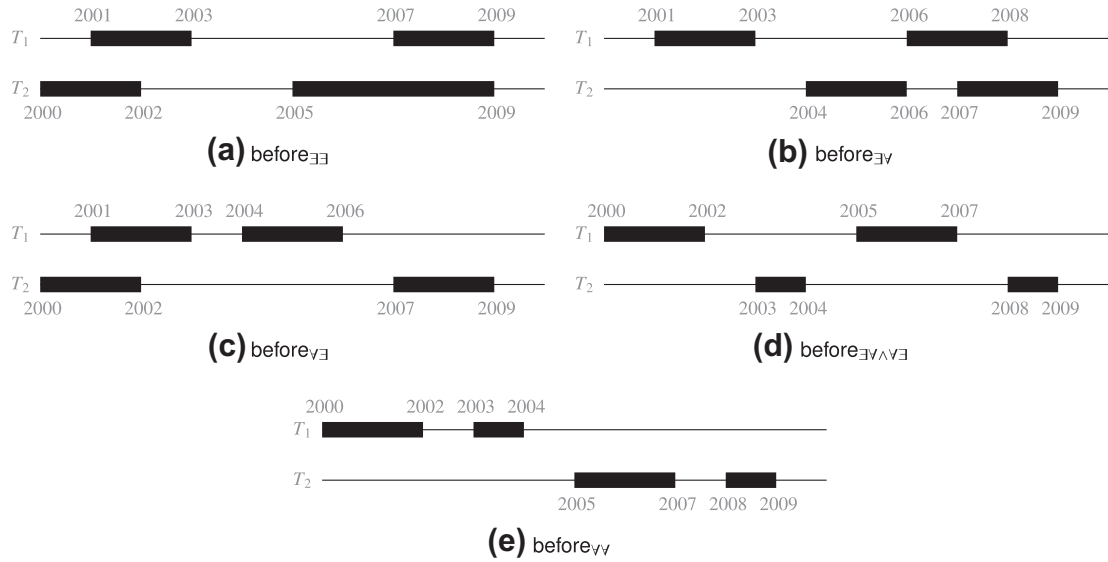 2001 2003 2007 2009
T₁
T₂
2000 2002 2005 2009
(a) before∃∃
2001 2003 2006 2008
T₁
T₂
2004 2006 2007 2009
(b) before∃∀
2001 2003 2004 2006
T₁
T₂
2000 2002 2007 2009
(c) before∀∃
2000 2002 2005 2007
T₁
T₂
2003 2004 2008 2009
(d) before∃∀∧∀∃
2000 2002 2003 2004
T₁
T₂
2005 2007 2008 2009
(e) before∀∀